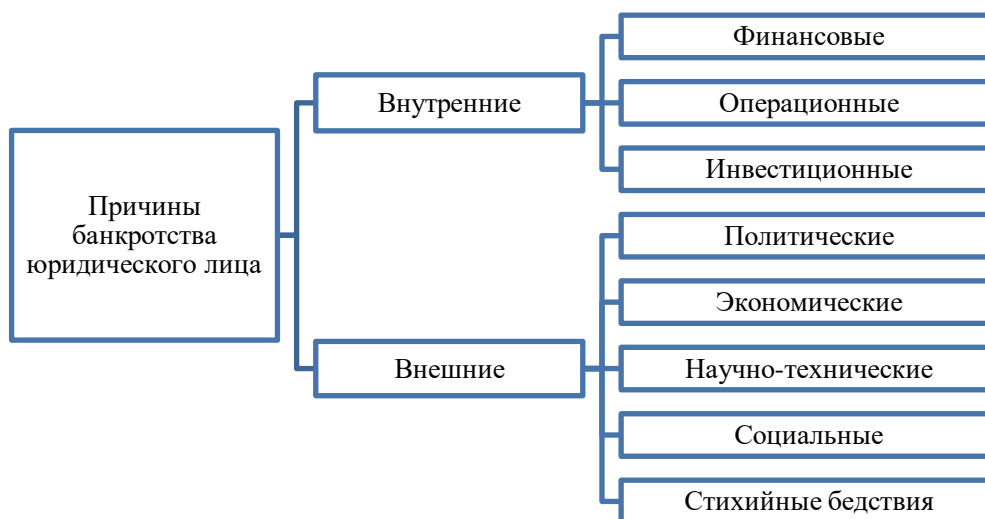 Причины
банкротства
юридического лица
Внутренние
Финансовые
Операционные
Инвестиционные
Внешние
Политические
Экономические
Научно-технические
Социальные
Стихийные бедствия